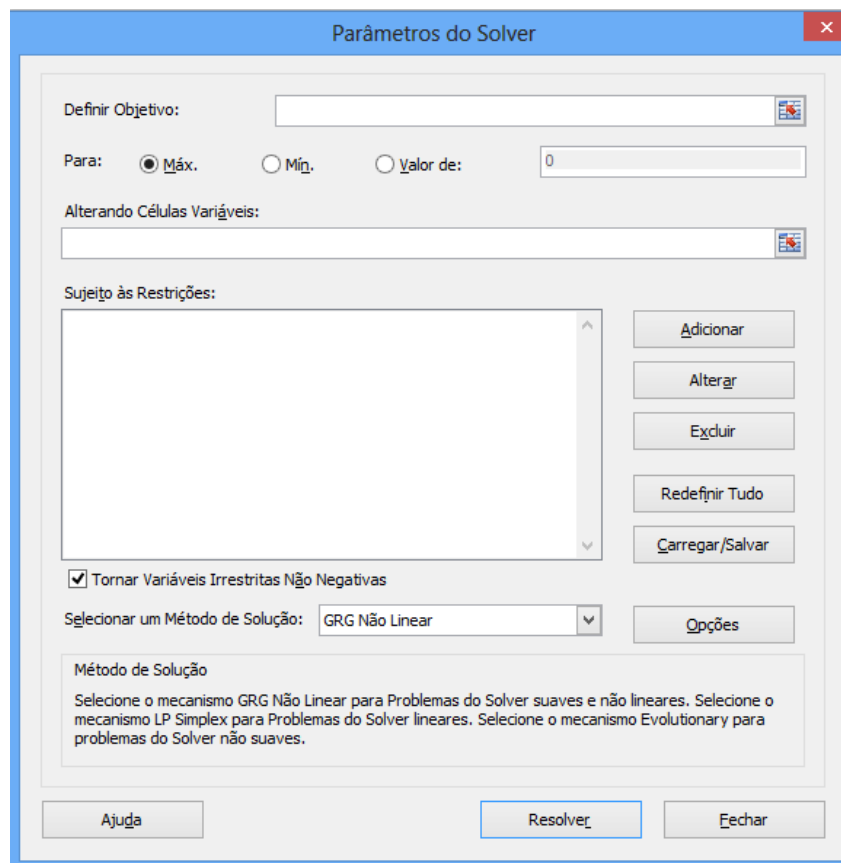 Parâmetros do Solver
Definir Objetivo:
Para: Máx. Mín. Valor de: 0
Alterando Células Variáveis:
Sujeito às Restrições:
Adicionar
Alterar
Excluir
Redefinir Tudo
Carregar/Salvar
Tornar Variáveis Irrestritas Não Negativas
Selecionar um Método de Solução: GRG Não Linear Opções
Método de Solução
Selecione o mecanismo GRG Não Linear para Problemas do Solver suaves e não lineares. Selecione o
mecanismo LP Simplex para Problemas do Solver lineares. Selecione o mecanismo Evolutionary para
problemas do Solver não suaves.
Ajuda Resolver Fechar